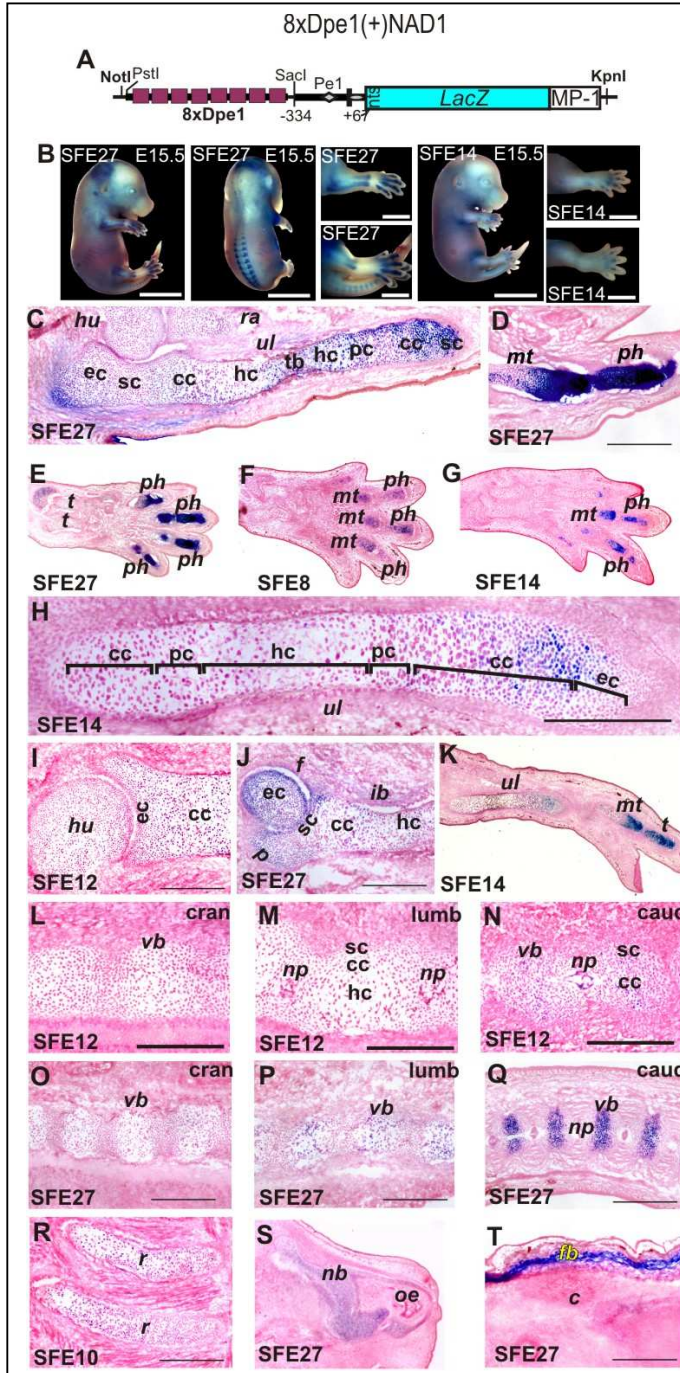 8xDpe1(+)NAD1
A
NotI PstI SacI Pe1 KpnI
nts LacZ MP-1
8xDpe1 -334 +67
B SFE27 E15.5 SFE27 E15.5 SFE27 SFE14 E15.5
SFE14
SFE27
SFE14
C hu ra D
ul
ec sc cc hc tb hc pc cc sc mt ph
SFE27 SFE27
E F G
t ph ph mt ph mt ph
t mt ph
ph ph mt ph ph
SFE27 SFE8 SFE14
H
cc pc hc pc cc ec
SFE14 ul
I J f K
ec ib ul
hu ec cc sc cc hc mt t
p
SFE12 SFE27 SFE14
L cran M lumb N cauc
vb sc vb sc
cc np
np hc np cc
SFE12 SFE12 SFE12
O cran P lumb Q cauc
vb vb vb
np
SFE27 SFE27 SFE27
R S T
r nb oe fb
r c
SFE10 SFE27 SFE27